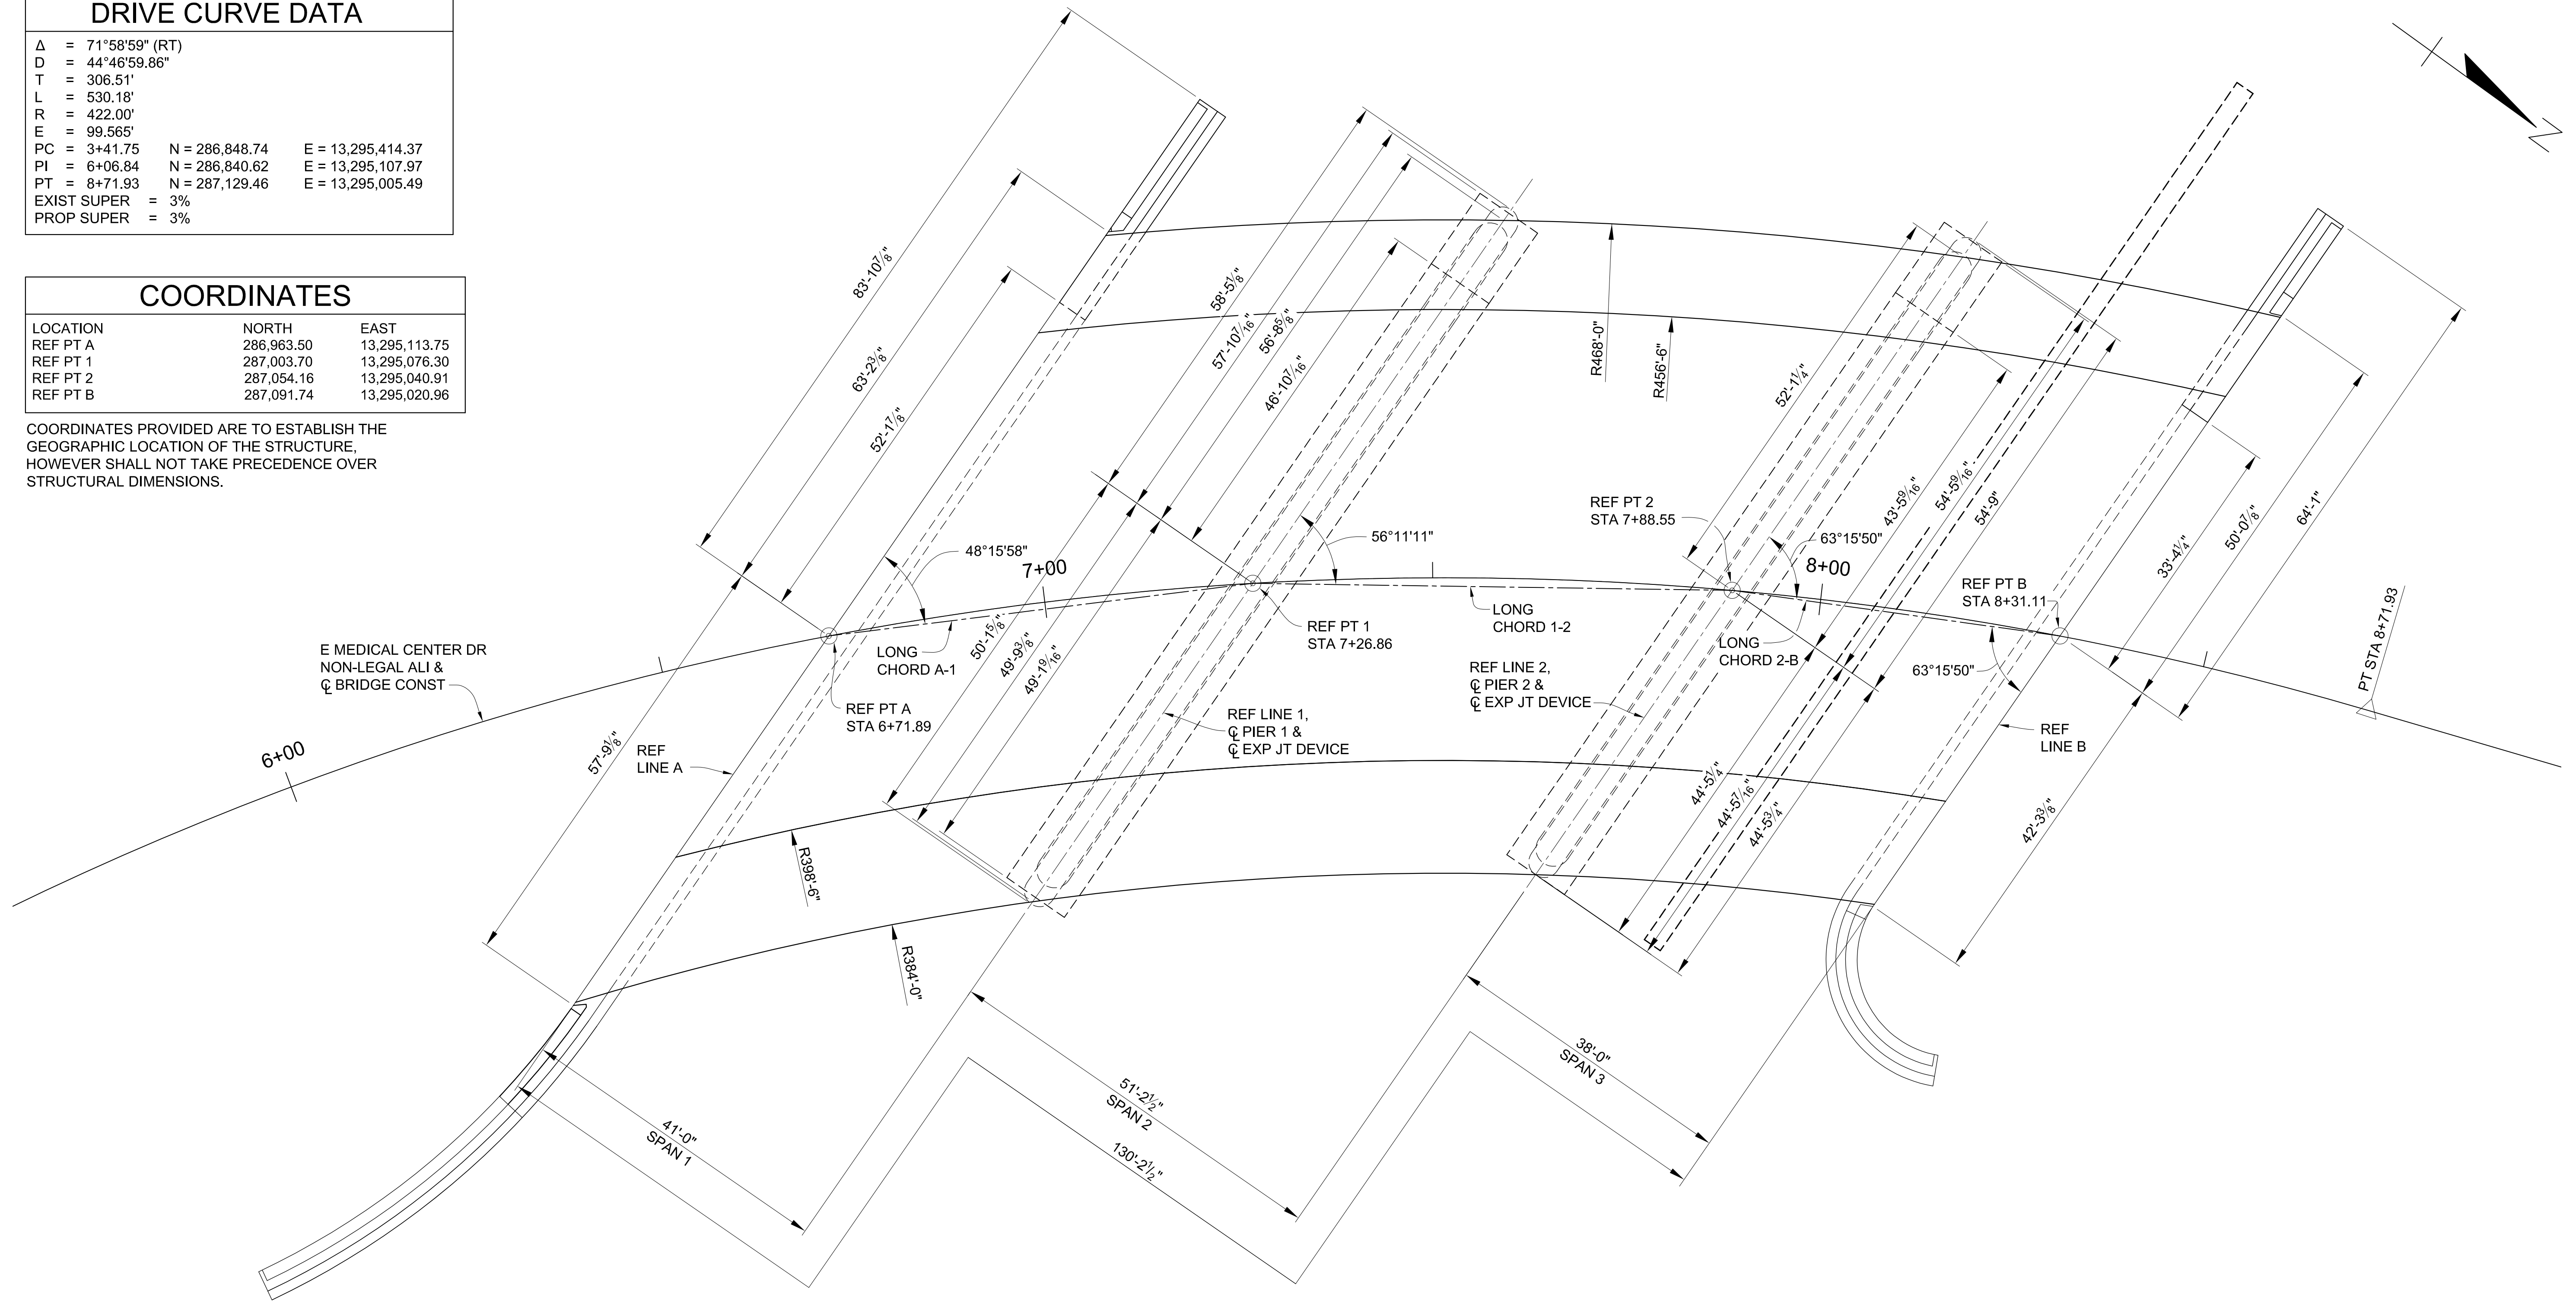 DRIVE CURVE DATA
Δ = 71°58'59" (RT)
D = 44°46'59.86"
T = 306.51'
L = 530.18'
R = 422.00'
E = 99.565'
PC = 3+41.75 N = 286,848.74 E = 13,295,414.37
PI = 6+06.84 N = 286,840.62 E = 13,295,107.97
PT = 8+71.93 N = 287,129.46 E = 13,295,005.49
EXIST SUPER = 3%
PROP SUPER = 3%
COORDINATES
LOCATION NORTH EAST
REF PT A 286,963.50 13,295,113.75
REF PT 1 287,003.70 13,295,076.30
REF PT 2 287,054.16 13,295,040.91
REF PT B 287,091.74 13,295,020.96
COORDINATES PROVIDED ARE TO ESTABLISH THE
GEOGRAPHIC LOCATION OF THE STRUCTURE,
HOWEVER SHALL NOT TAKE PRECEDENCE OVER
STRUCTURAL DIMENSIONS.
N
83'-10⅞"
63'-2⅜"
52'-1⅞"
58'-5⅛"
57'-10 7/16"
56'-8⅝"
46'-10 7/16"
R468'-0"
R456'-6"
52'-1¼"
43'-5 9/16"
54'-5 9/16"
54'-9"
33'-4¼"
50'-0⅞"
64'-1"
48°15'58"
7+00
56°11'11"
REF PT 2
STA 7+88.55
63°15'50"
8+00
REF PT B
STA 8+31.11
E MEDICAL CENTER DR
NON-LEGAL ALI &
℄ BRIDGE CONST
LONG
CHORD A-1
REF PT 1
STA 7+26.86
LONG
CHORD 1-2
LONG
CHORD 2-B
63°15'50"
PT STA 8+71.93
50'-1⅝"
49'-9⅜"
49'-1 9/16"
REF PT A
STA 6+71.89
REF LINE 1,
℄ PIER 1 &
℄ EXP JT DEVICE
REF LINE 2,
℄ PIER 2 &
℄ EXP JT DEVICE
6+00
57'-9⅛"
REF
LINE A
REF
LINE B
44'-5¼"
44'-5 7/16"
44'-5¾"
42'-3⅜"
R398'-6"
R384'-0"
41'-0"
SPAN 1
51'-2½"
SPAN 2
38'-0"
SPAN 3
130'-2½"